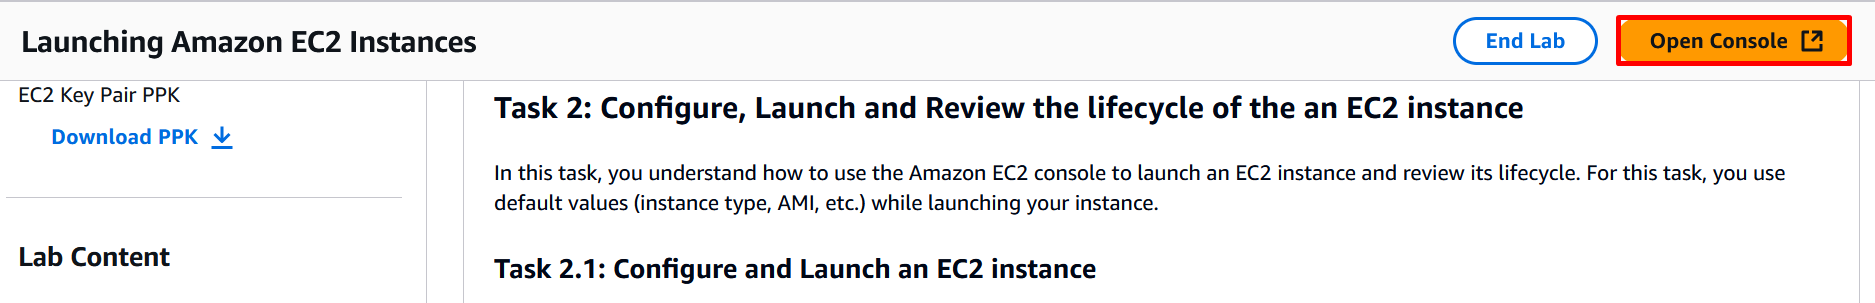 Launching Amazon EC2 Instances
End Lab
Open Console
EC2 Key Pair PPK
Download PPK
Lab Content
Task 2: Configure, Launch and Review the lifecycle of the an EC2 instance
In this task, you understand how to use the Amazon EC2 console to launch an EC2 instance and review its lifecycle. For this task, you use
default values (instance type, AMI, etc.) while launching your instance.
Task 2.1: Configure and Launch an EC2 instance